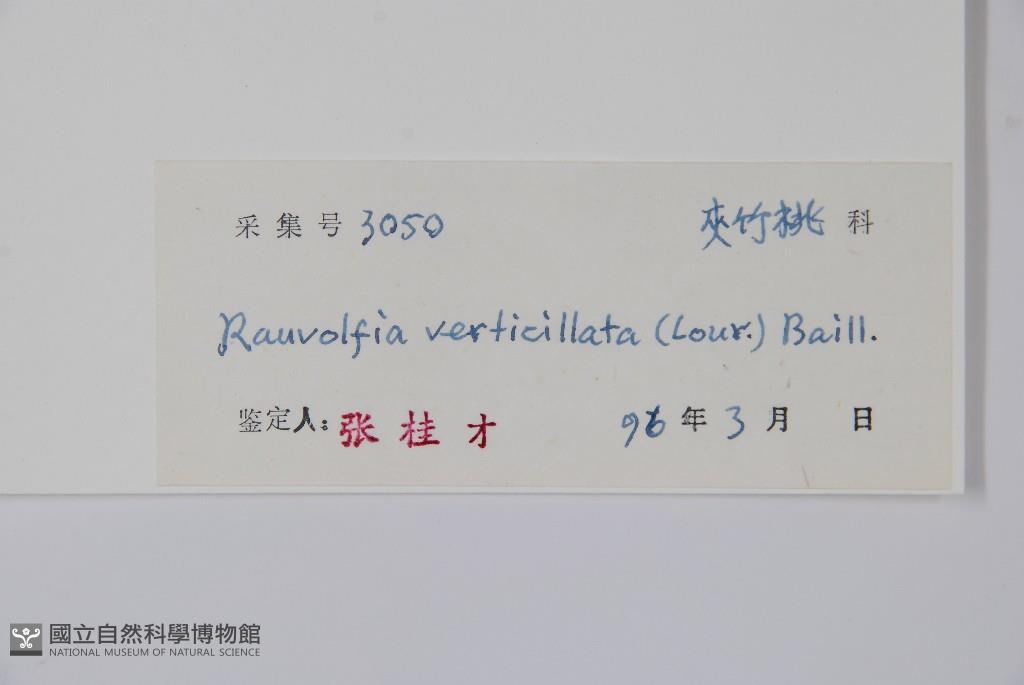 采集号 3050 夾竹桃 科
Rauvolfia verticillata (Lour.) Baill.
鉴定人: 张桂才 96 年 3 月 日
國立自然科學博物館
NATIONAL MUSEUM OF NATURAL SCIENCE